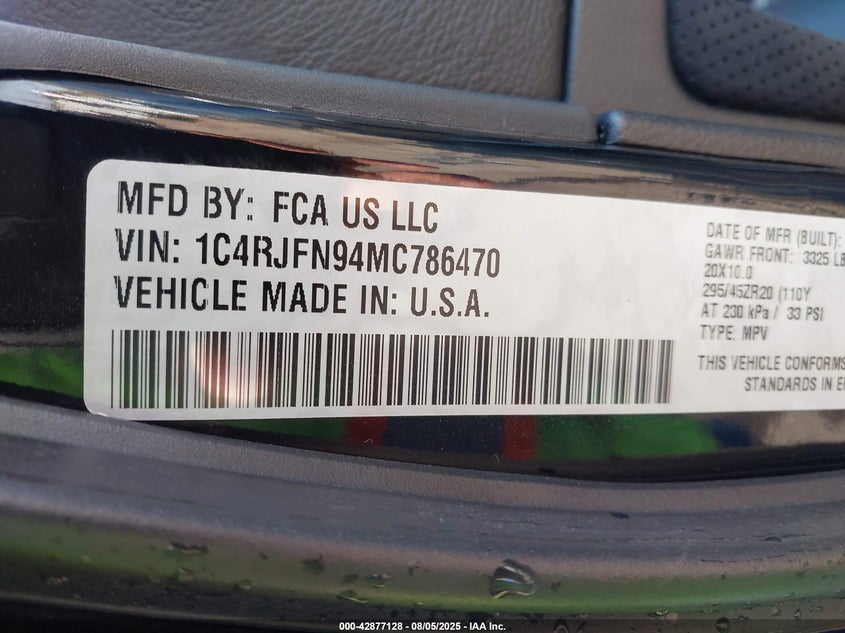 MFD BY: FCA US LLC
VIN: 1C4RJFN94MC786470
VEHICLE MADE IN: U.S.A.
DATE OF MFR (BUILT):
GAWR FRONT: 3325 LB
20X10.0
295/45ZR20 (110Y
AT 230 kPa / 33 PSI
TYPE: MPV
THIS VEHICLE CONFORMS
STANDARDS IN
000-42877128 - 08/05/2025 - IAA Inc.